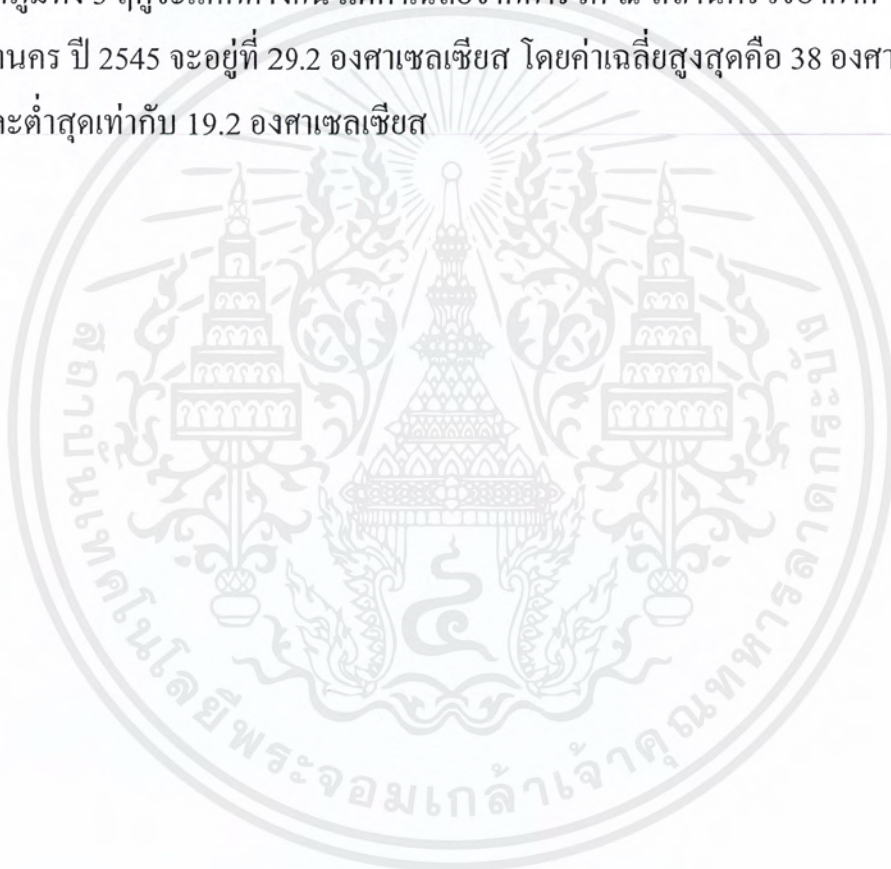 นคร ปี 2545 จะอยู่ที่ 29.2 องศาเซลเซียส โดยค่าเฉลี่ยสูงสุดคือ 38 องศา
ะต่ำสุดเท่ากับ 19.2 องศาเซลเซียส
สถาบันเทคโนโลยีพระจอมเกล้าเจ้าคุณทหารลาดกระบัง